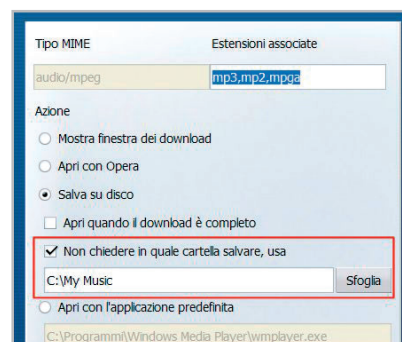 Tipo MIME Estensioni associate
audio/mpeg mp3,mp2,mpga
Azione
Mostra finestra dei download
Apri con Opera
Salva su disco
Apri quando il download è completo
Non chiedere in quale cartella salvare, usa
C:\My Music Sfoglia
Apri con l'applicazione predefinita
C:\Programmi\Windows Media Player\wmplayer.exe